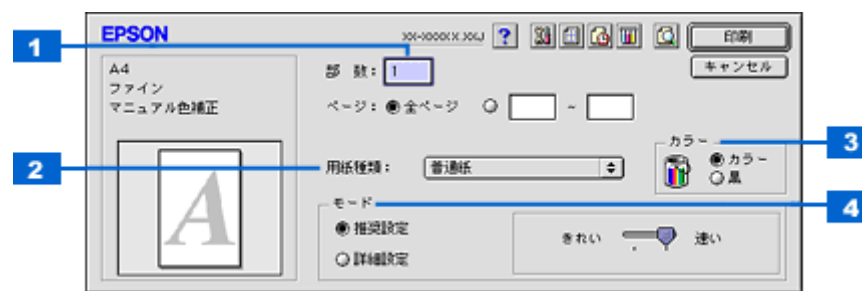 EPSON
?
印刷
キャンセル
A4
ファイン
マニュアル色補正
A
部 数: 1
ページ: 全ページ ~
用紙種類: 普通紙
カラー
カラー
黒
モード
推奨設定
詳細設定
きれい 速い
1
2
3
4